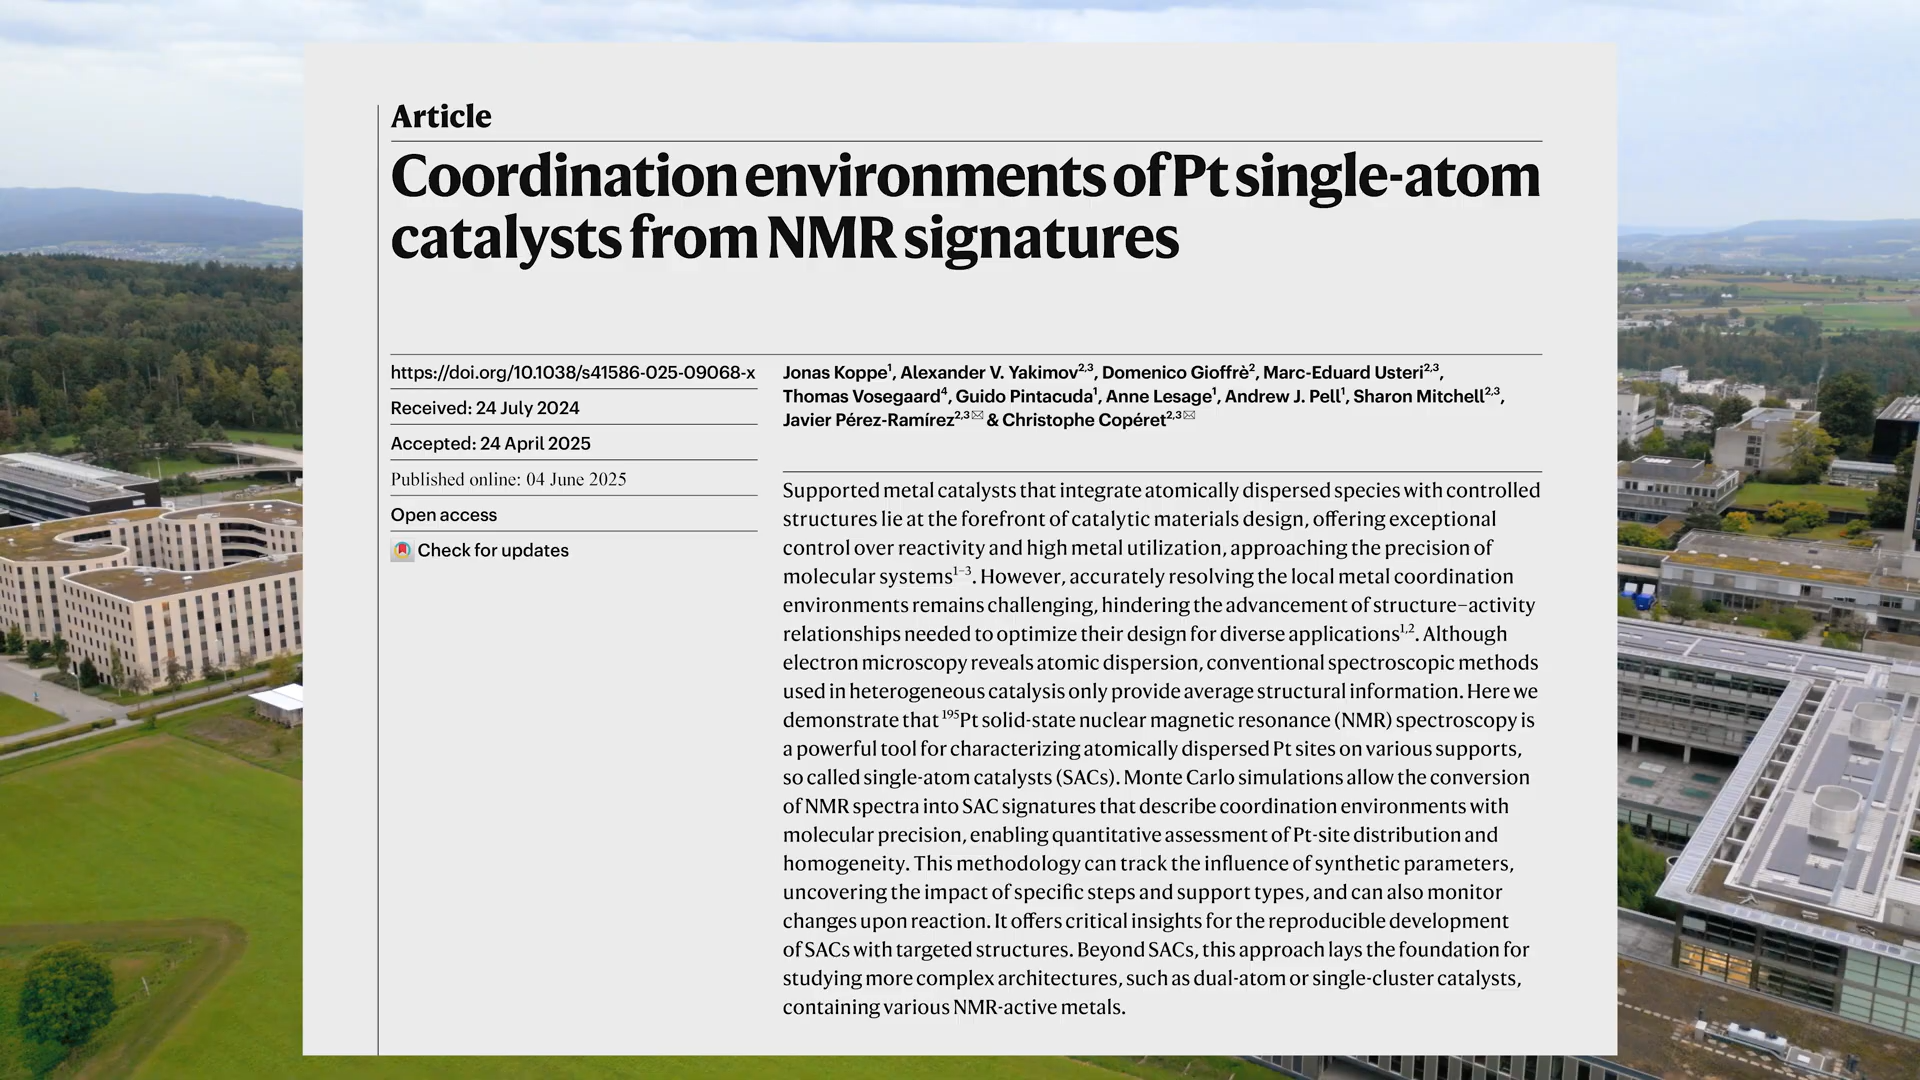 Article
Coordination environments of Pt single-atom
catalysts from NMR signatures
https://doi.org/10.1038/s41586-025-09068-x
Received: 24 July 2024
Accepted: 24 April 2025
Published online: 04 June 2025
Open access
Check for updates
Jonas Koppe1, Alexander V. Yakimov2,3, Domenico Gioffrè2, Marc-Eduard Usteri2,3,
Thomas Vosegaard4, Guido Pintacuda1, Anne Lesage1, Andrew J. Pell1, Sharon Mitchell2,3,
Javier Pérez-Ramírez2,3✉ & Christophe Copéret2,3✉
Supported metal catalysts that integrate atomically dispersed species with controlled
structures lie at the forefront of catalytic materials design, offering exceptional
control over reactivity and high metal utilization, approaching the precision of
molecular systems1–3. However, accurately resolving the local metal coordination
environments remains challenging, hindering the advancement of structure–activity
relationships needed to optimize their design for diverse applications1,2. Although
electron microscopy reveals atomic dispersion, conventional spectroscopic methods
used in heterogeneous catalysis only provide average structural information. Here we
demonstrate that 195Pt solid-state nuclear magnetic resonance (NMR) spectroscopy is
a powerful tool for characterizing atomically dispersed Pt sites on various supports,
so called single-atom catalysts (SACs). Monte Carlo simulations allow the conversion
of NMR spectra into SAC signatures that describe coordination environments with
molecular precision, enabling quantitative assessment of Pt-site distribution and
homogeneity. This methodology can track the influence of synthetic parameters,
uncovering the impact of specific steps and support types, and can also monitor
changes upon reaction. It offers critical insights for the reproducible development
of SACs with targeted structures. Beyond SACs, this approach lays the foundation for
studying more complex architectures, such as dual-atom or single-cluster catalysts,
containing various NMR-active metals.